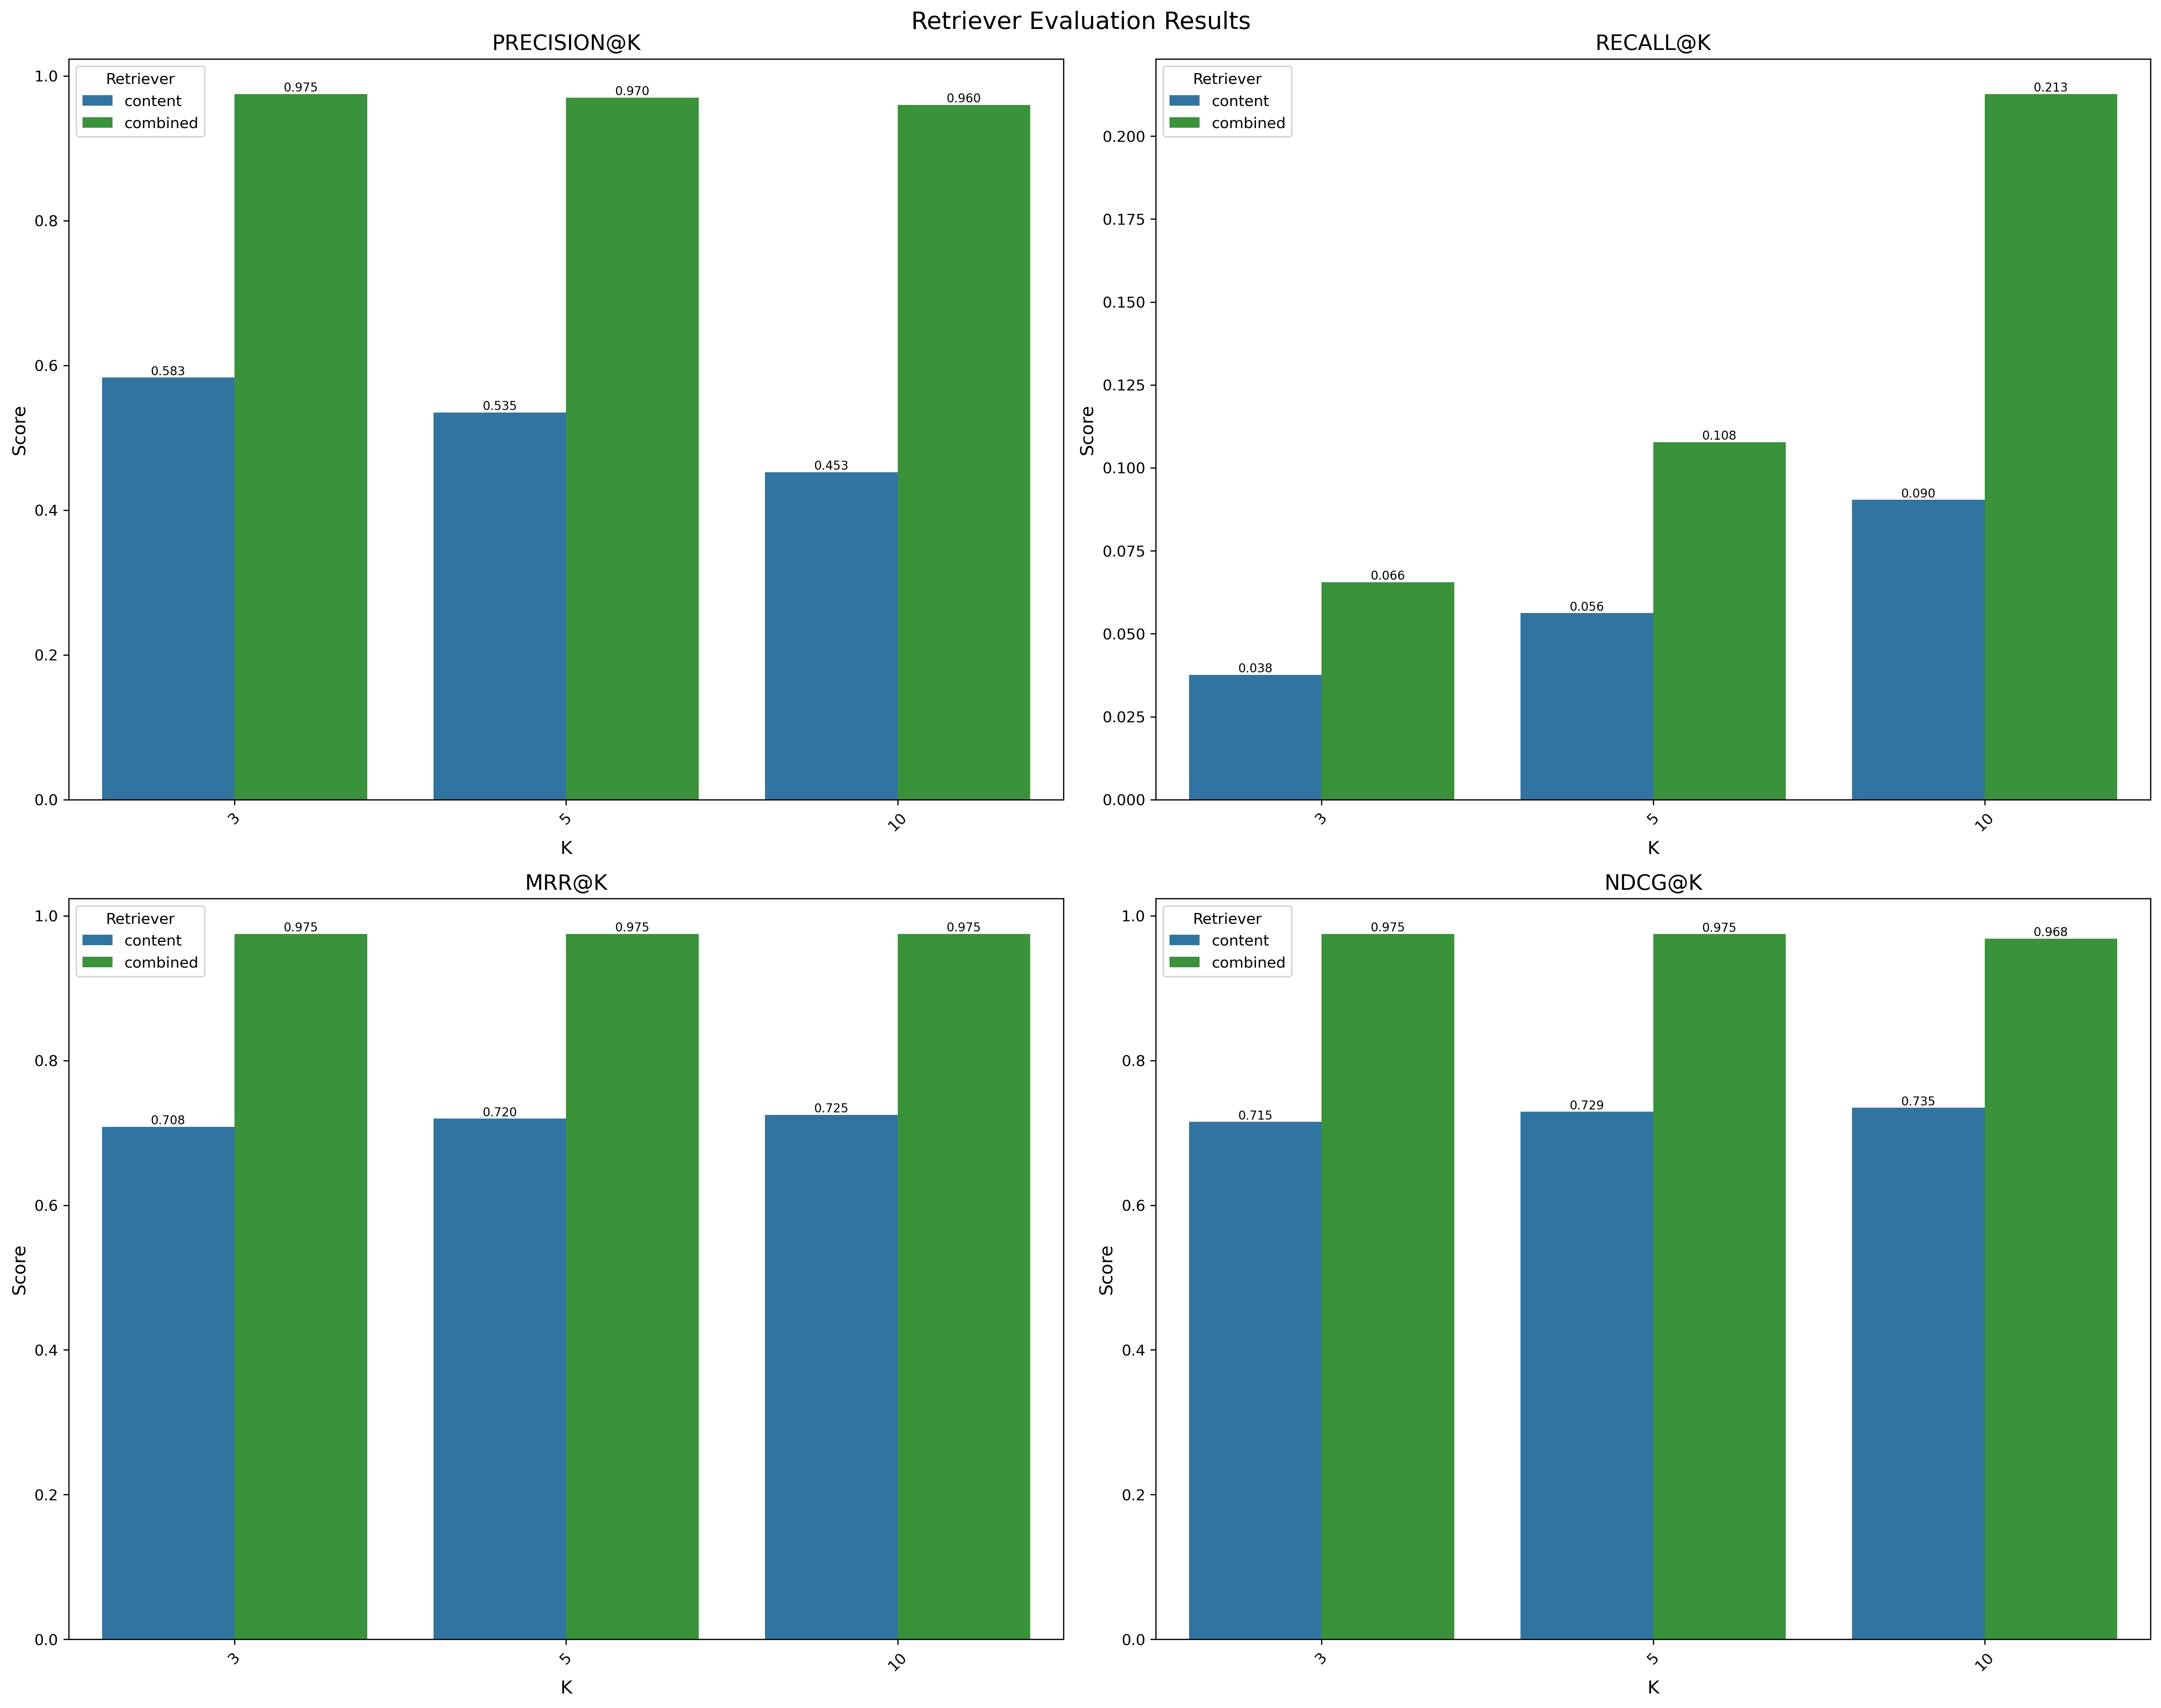 Retriever Evaluation Results
PRECISION@K
Retriever
content
combined
Score
1.0
0.8
0.6
0.4
0.2
0.0
0.583
0.975
0.535
0.970
0.453
0.960
3
5
10
K
RECALL@K
Retriever
content
combined
Score
0.200
0.175
0.150
0.125
0.100
0.075
0.050
0.025
0.000
0.038
0.066
0.056
0.108
0.090
0.213
3
5
10
K
MRR@K
Retriever
content
combined
Score
1.0
0.8
0.6
0.4
0.2
0.0
0.708
0.975
0.720
0.975
0.725
0.975
3
5
10
K
NDCG@K
Retriever
content
combined
Score
1.0
0.8
0.6
0.4
0.2
0.0
0.715
0.975
0.729
0.975
0.735
0.968
3
5
10
K